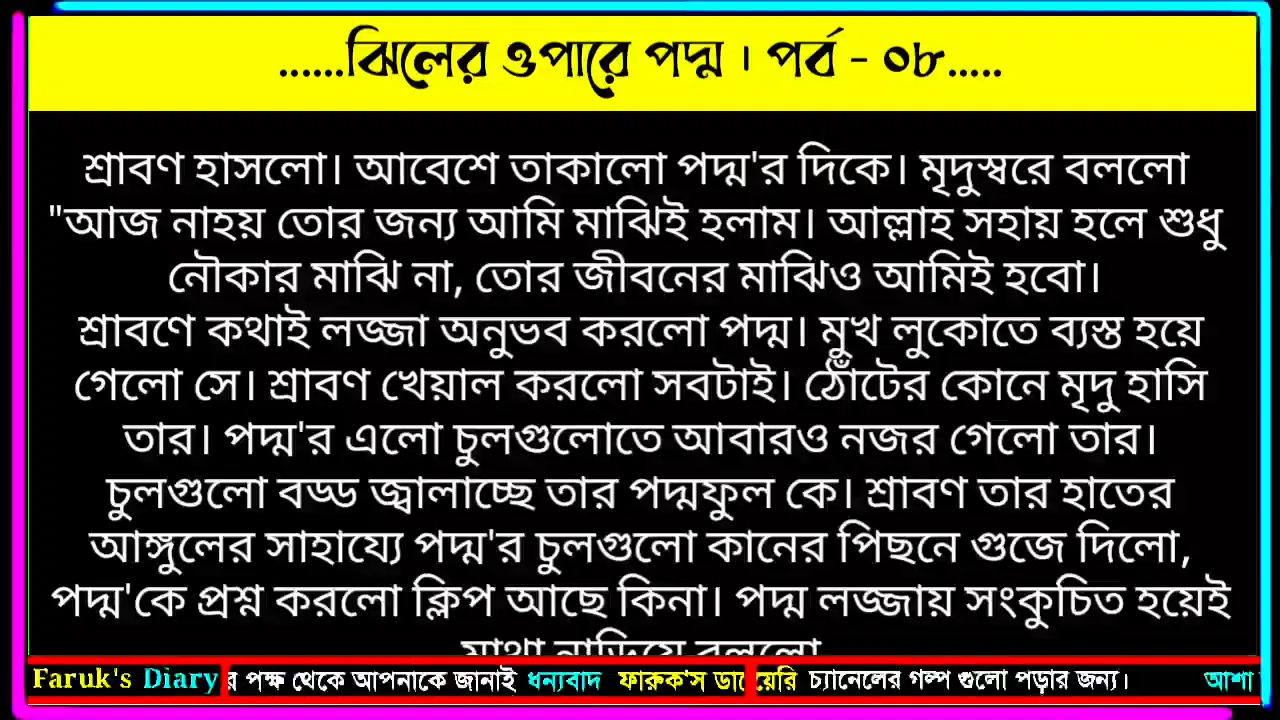 ......ঝিলের ওপারে পদ্ম । পর্ব - ০৮.....
শ্রাবণ হাসলো। আবেশে তাকালো পদ্ম'র দিকে। মৃদুস্বরে বললো
"আজ নাহয় তোর জন্য আমি মাঝিই হলাম। আল্লাহ সহায় হলে শুধু
নৌকার মাঝি না, তোর জীবনের মাঝিও আমিই হবো।
শ্রাবণে কথাই লজ্জা অনুভব করলো পদ্ম। মুখ লুকোতে ব্যস্ত হয়ে
গেলো সে। শ্রাবণ খেয়াল করলো সবটাই। ঠোঁটের কোনে মৃদু হাসি
তার। পদ্ম'র এলো চুলগুলোতে আবারও নজর গেলো তার।
চুলগুলো বড্ড জ্বালাচ্ছে তার পদ্মফুল কে। শ্রাবণ তার হাতের
আঙ্গুলের সাহায্যে পদ্ম'র চুলগুলো কানের পিছনে গুজে দিলো,
পদ্ম'কে প্রশ্ন করলো ক্লিপ আছে কিনা। পদ্ম লজ্জায় সংকুচিত হয়েই
মাথা নাড়িয়ে বললো
Faruk's Diary র পক্ষ থেকে আপনাকে জানাই ধন্যবাদ ফারুক'স ডায়েরি চ্যানেলের গল্প গুলো পড়ার জন্য। আশা